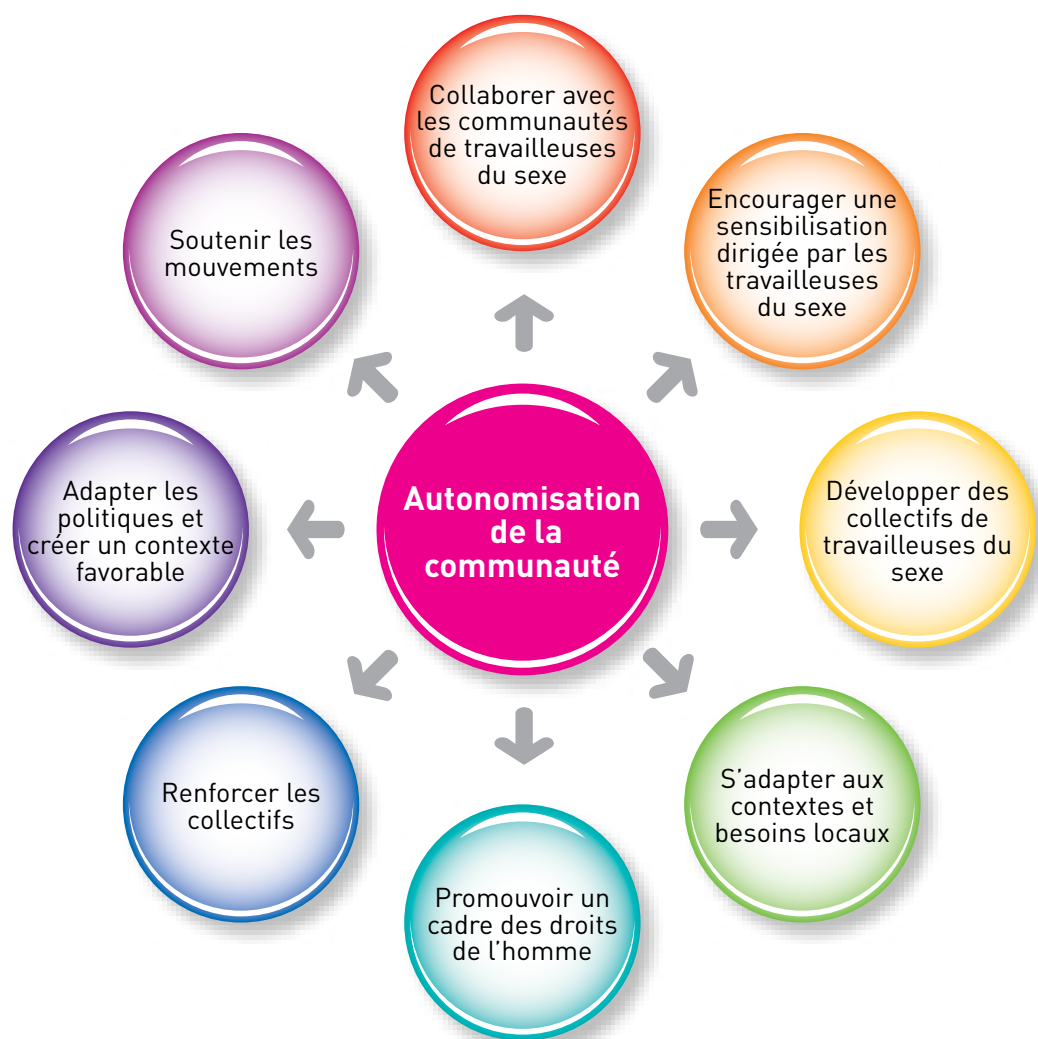 Collaborer avec
les communautés
de travailleuses
du sexe
Encourager une
sensibilisation
dirigée par les
travailleuses
du sexe
Développer des
collectifs de
travailleuses du
sexe
S'adapter aux
contextes et
besoins locaux
Promouvoir un
cadre des droits
de l'homme
Renforcer les
collectifs
Adapter les
politiques et
créer un contexte
favorable
Soutenir les
mouvements
Autonomisation
de la
communauté